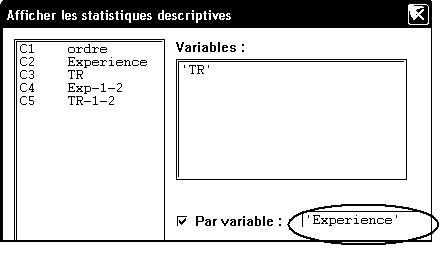 Afficher les statistiques descriptives
C1 ordre
C2 Experience
C3 TR
C4 Exp-1-2
C5 TR-1-2
Variables :
'TR'
Par variable : 'Experience'